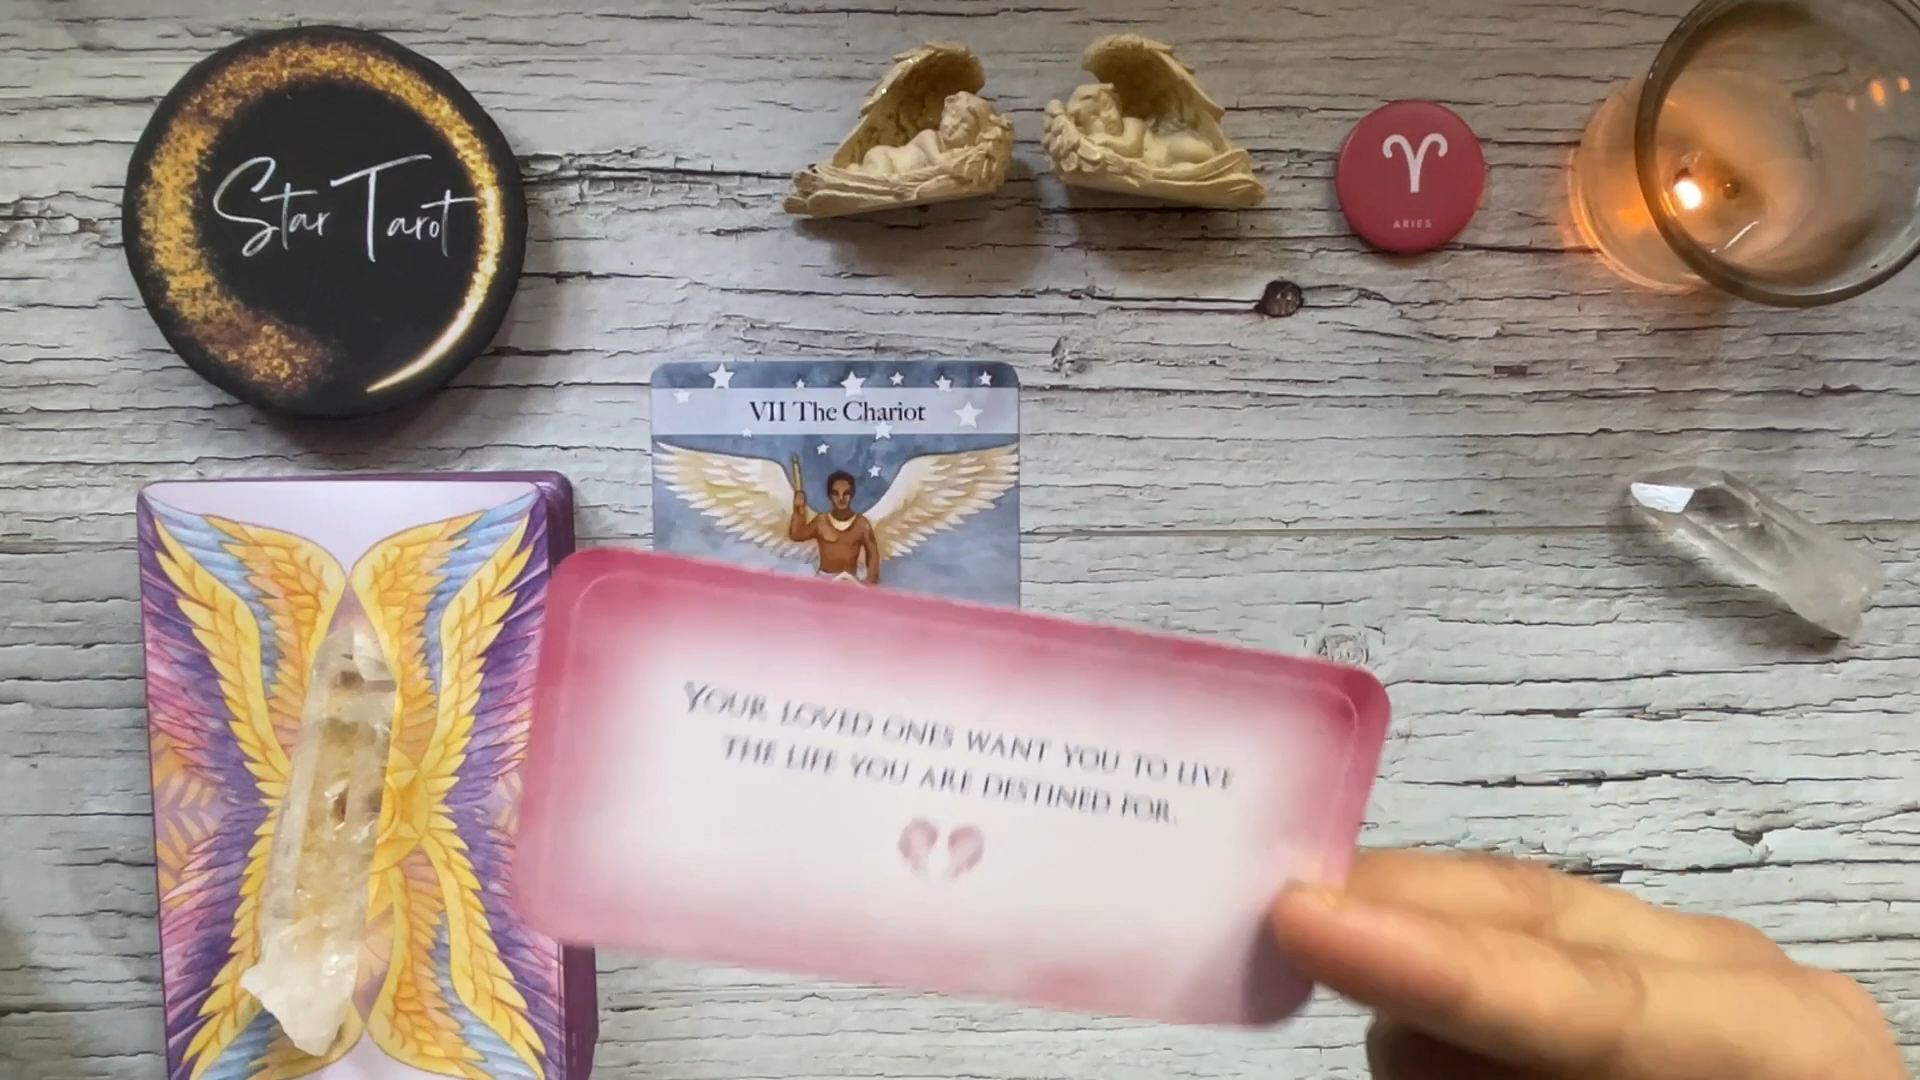 Star Tarot
ARIES
VII The Chariot
YOUR LOVED ONES WANT YOU TO LIVE
THE LIFE YOU ARE DESTINED FOR.